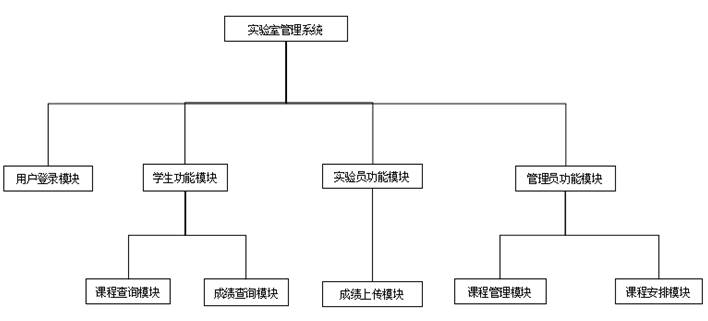 实验室管理系统
用户登录模块
学生功能模块
实验员功能模块
管理员功能模块
课程查询模块
成绩查询模块
成绩上传模块
课程管理模块
课程安排模块